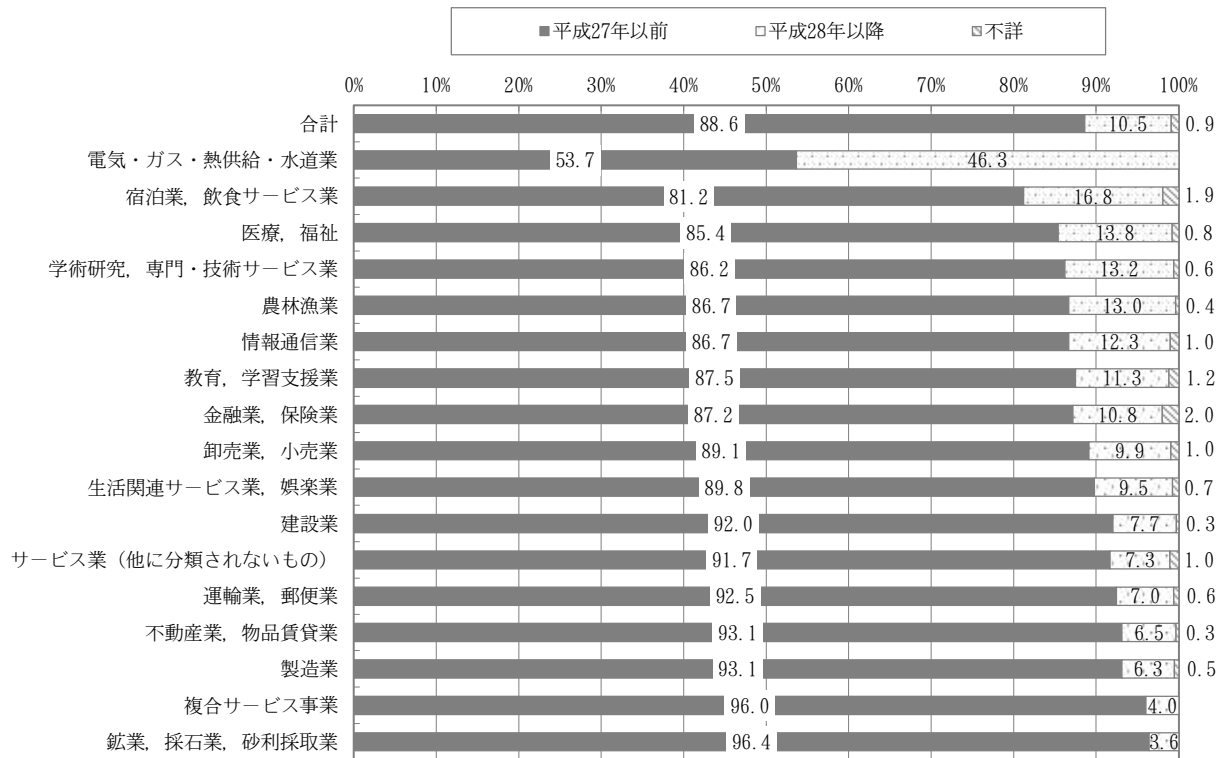 ■平成27年以前 □平成28年以降 不詳
0% 10% 20% 30% 40% 50% 60% 70% 80% 90% 100%
合計 88.6 10.5 0.9
電気・ガス・熱供給・水道業 53.7 46.3
宿泊業，飲食サービス業 81.2 16.8 1.9
医療，福祉 85.4 13.8 0.8
学術研究，専門・技術サービス業 86.2 13.2 0.6
農林漁業 86.7 13.0 0.4
情報通信業 86.7 12.3 1.0
教育，学習支援業 87.5 11.3 1.2
金融業，保険業 87.2 10.8 2.0
卸売業，小売業 89.1 9.9 1.0
生活関連サービス業，娯楽業 89.8 9.5 0.7
建設業 92.0 7.7 0.3
サービス業（他に分類されないもの） 91.7 7.3 1.0
運輸業，郵便業 92.5 7.0 0.6
不動産業，物品賃貸業 93.1 6.5 0.3
製造業 93.1 6.3 0.5
複合サービス事業 96.0 4.0
鉱業，採石業，砂利採取業 96.4 3.6